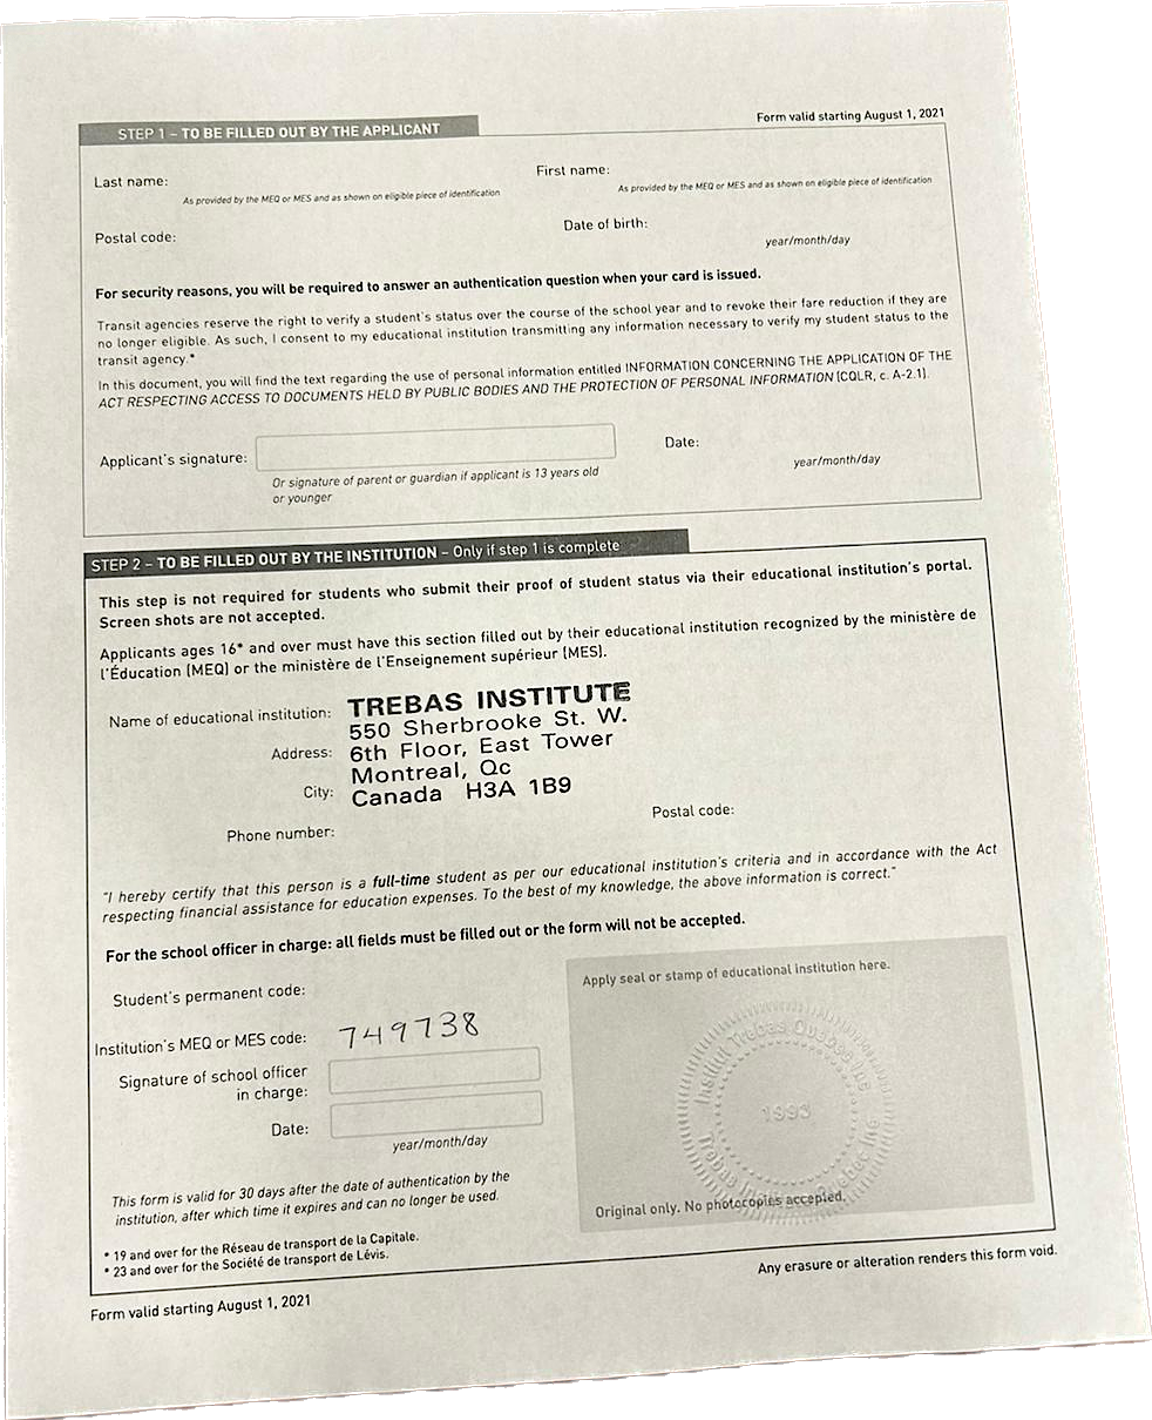 Form valid starting August 1, 2021
STEP 1 – TO BE FILLED OUT BY THE APPLICANT
Last name:
As provided by the MEQ or MES and as shown on eligible piece of identification
First name:
As provided by the MEQ or MES and as shown on eligible piece of identification
Postal code:
Date of birth:
year/month/day
For security reasons, you will be required to answer an authentication question when your card is issued.
Transit agencies reserve the right to verify a student's status over the course of the school year and to revoke their fare reduction if they are
no longer eligible. As such, I consent to my educational institution transmitting any information necessary to verify my student status to the
transit agency.*
In this document, you will find the text regarding the use of personal information entitled INFORMATION CONCERNING THE APPLICATION OF THE
ACT RESPECTING ACCESS TO DOCUMENTS HELD BY PUBLIC BODIES AND THE PROTECTION OF PERSONAL INFORMATION (CQLR, c. A-2.1).
Applicant's signature:
Or signature of parent or guardian if applicant is 13 years old
or younger
Date:
year/month/day
STEP 2 – TO BE FILLED OUT BY THE INSTITUTION – Only if step 1 is complete
This step is not required for students who submit their proof of student status via their educational institution's portal.
Screen shots are not accepted.
Applicants ages 16* and over must have this section filled out by their educational institution recognized by the ministère de
l'Éducation (MEQ) or the ministère de l'Enseignement supérieur (MES).
Name of educational institution: TREBAS INSTITUTE
550 Sherbrooke St. W.
Address: 6th Floor, East Tower
Montreal, Qc
City: Canada H3A 1B9
Postal code:
Phone number:
"I hereby certify that this person is a full-time student as per our educational institution's criteria and in accordance with the Act
respecting financial assistance for education expenses. To the best of my knowledge, the above information is correct."
For the school officer in charge: all fields must be filled out or the form will not be accepted.
Student's permanent code:
Institution's MEQ or MES code: 749738
Signature of school officer
in charge:
Date:
year/month/day
Apply seal or stamp of educational institution here.
Institut Trebas Quebec Inc
1993
Trebas Institute Quebec Inc
Original only. No photocopies accepted.
This form is valid for 30 days after the date of authentication by the
institution, after which time it expires and can no longer be used.
* 19 and over for the Réseau de transport de la Capitale.
* 23 and over for the Société de transport de Lévis.
Any erasure or alteration renders this form void.
Form valid starting August 1, 2021